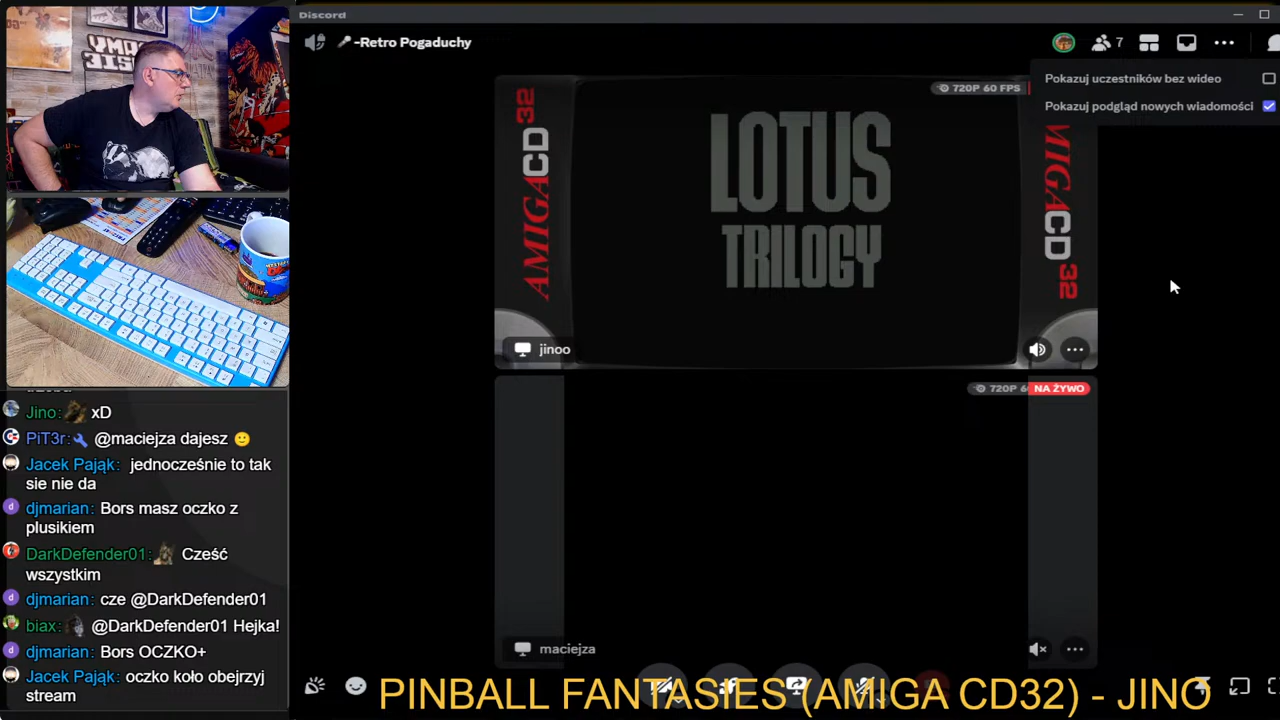 Discord
-Retro Pogaduchy
7
Pokazuj uczestników bez wideo
Pokazuj podgląd nowych wiadomości
720P 60 FPS
AMIGA CD32
LOTUS
TRILOGY
MIGA CD32
jinoo
720P 6
NA ŻYWO
maciejza
Jino: xD
PiT3r: @maciejza dajesz 🙂
Jacek Pająk: jednocześnie to tak
sie nie da
djmarian: Bors masz oczko z
plusikiem
DarkDefender01: Cześć
wszystkim
djmarian: cze @DarkDefender01
biax: @DarkDefender01 Hejka!
djmarian: Bors OCZKO+
Jacek Pająk: oczko koło obejrzyj
stream
PINBALL FANTASIES (AMIGA CD32) - JINO